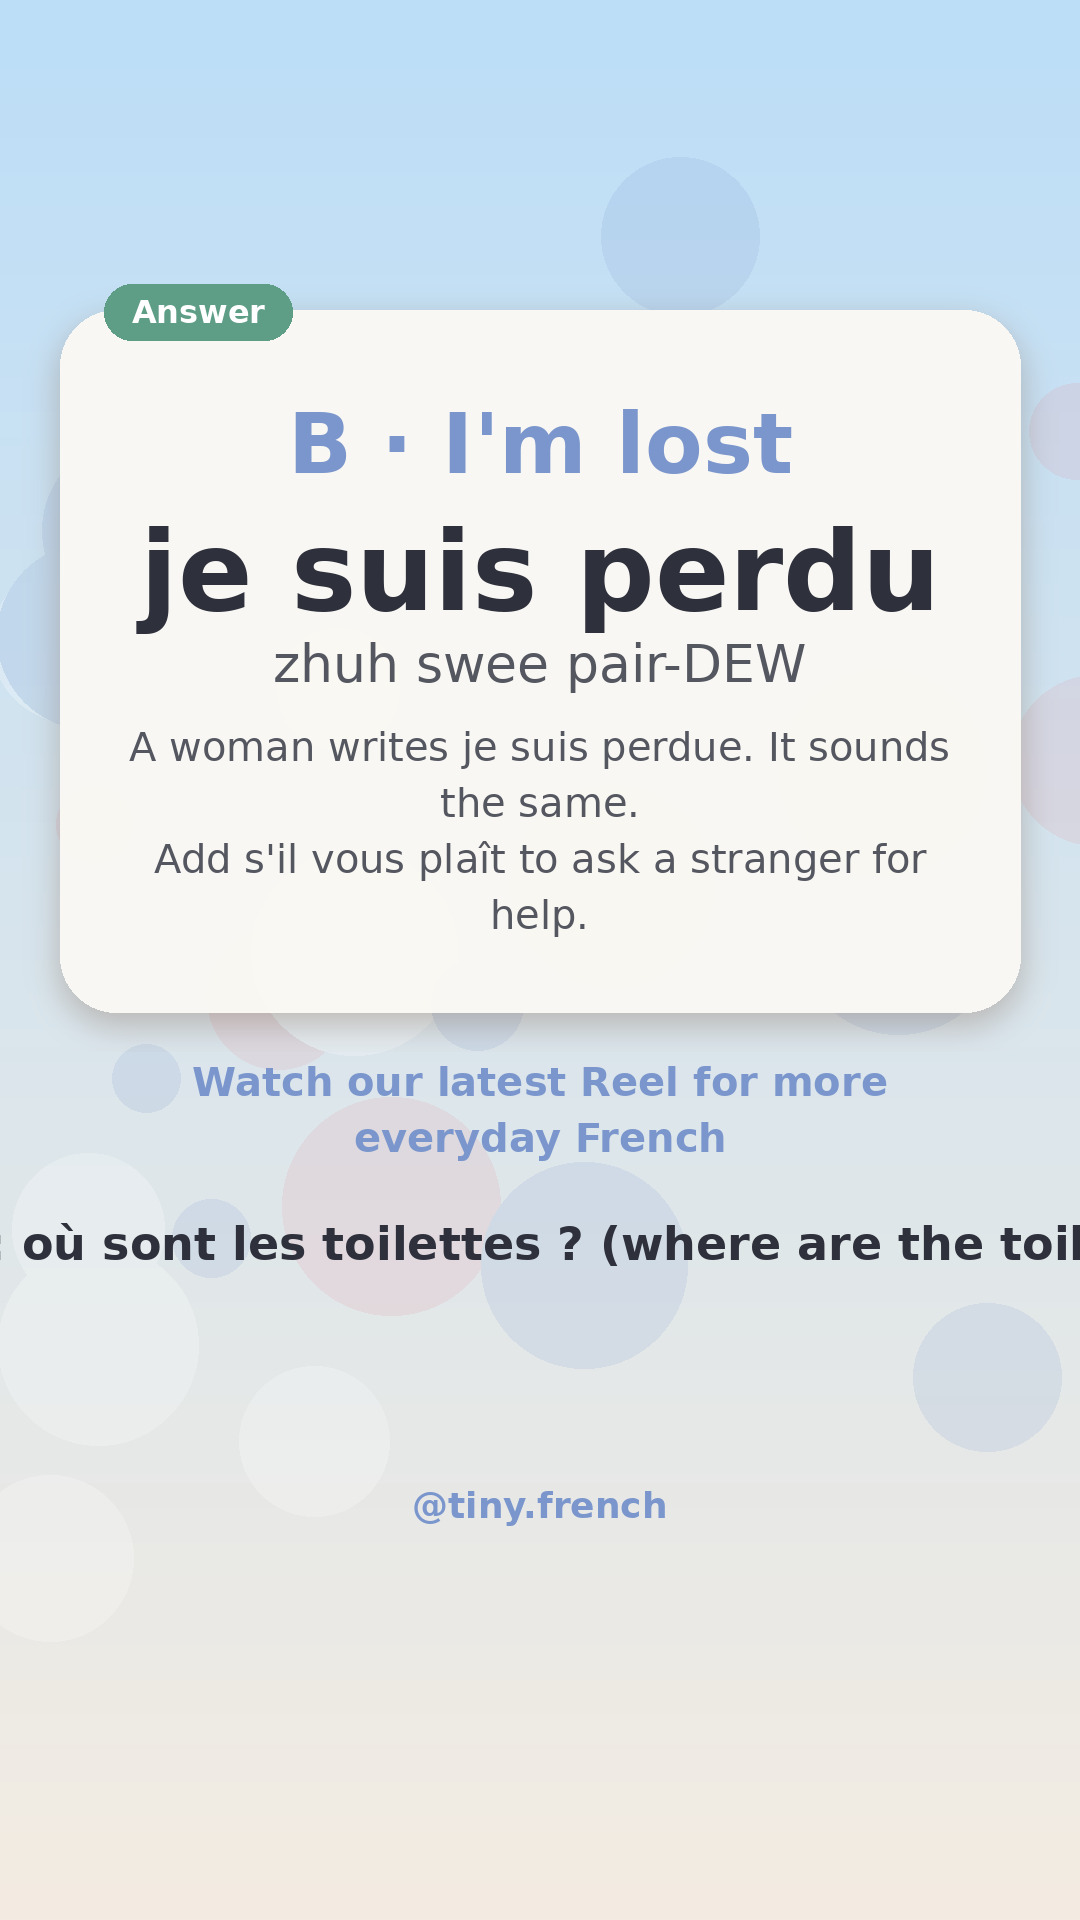 Answer
B · I'm lost
je suis perdu
zhuh swee pair-DEW
A woman writes je suis perdue. It sounds
the same.
Add s'il vous plaît to ask a stranger for
help.
Watch our latest Reel for more
everyday French
: où sont les toilettes ? (where are the
@tiny.french